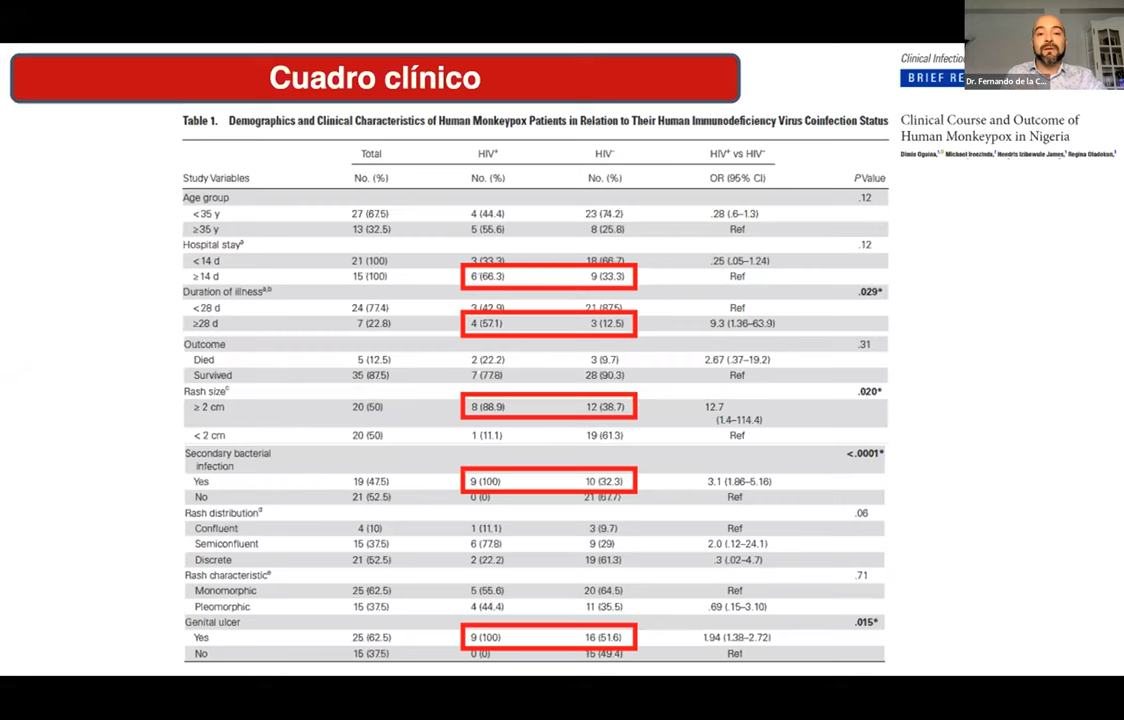 Cuadro clínico
Clinical Infection
BRIEF RE
Dr. Fernando de la C...
Table 1. Demographics and Clinical Characteristics of Human Monkeypox Patients in Relation to Their Human Immunodeficiency Virus Coinfection Status
Clinical Course and Outcome of
Human Monkeypox in Nigeria
Dimie Ogoina, Michael Iroezindu, Hendris Izibewule James, Regina Oladokun,
Total HIV+ HIV− HIV+ vs HIV−
Study Variables No. (%) No. (%) No. (%) OR (95% CI) P Value
Age group .12
<35 y 27 (67.5) 4 (44.4) 23 (74.2) .28 (.6–1.3)
≥35 y 13 (32.5) 5 (55.6) 8 (25.8) Ref
Hospital stay^a .12
<14 d 21 (100) 3 (33.3) 18 (66.7) .25 (.05–1.24)
≥14 d 15 (100) 6 (66.3) 9 (33.3) Ref
Duration of illness^a,b .029*
<28 d 24 (77.4) 3 (42.9) 21 (87.5) Ref
≥28 d 7 (22.8) 4 (57.1) 3 (12.5) 9.3 (1.36–63.9)
Outcome .31
Died 5 (12.5) 2 (22.2) 3 (9.7) 2.67 (.37–19.2)
Survived 35 (87.5) 7 (77.8) 28 (90.3) Ref
Rash size^c .020*
≥ 2 cm 20 (50) 8 (88.9) 12 (38.7) 12.7
(1.4–114.4)
< 2 cm 20 (50) 1 (11.1) 19 (61.3) Ref
Secondary bacterial <.0001*
infection
Yes 19 (47.5) 9 (100) 10 (32.3) 3.1 (1.86–5.16)
No 21 (52.5) 0 (0) 21 (67.7) Ref
Rash distribution^d .06
Confluent 4 (10) 1 (11.1) 3 (9.7) Ref
Semiconfluent 15 (37.5) 6 (77.8) 9 (29) 2.0 (.12–24.1)
Discrete 21 (52.5) 2 (22.2) 19 (61.3) .3 (.02–4.7)
Rash characteristic^e .71
Monomorphic 25 (62.5) 5 (55.6) 20 (64.5) Ref
Pleomorphic 15 (37.5) 4 (44.4) 11 (35.5) .69 (.15–3.10)
Genital ulcer .015*
Yes 25 (62.5) 9 (100) 16 (51.6) 1.94 (1.38–2.72)
No 15 (37.5) 0 (0) 15 (49.4) Ref